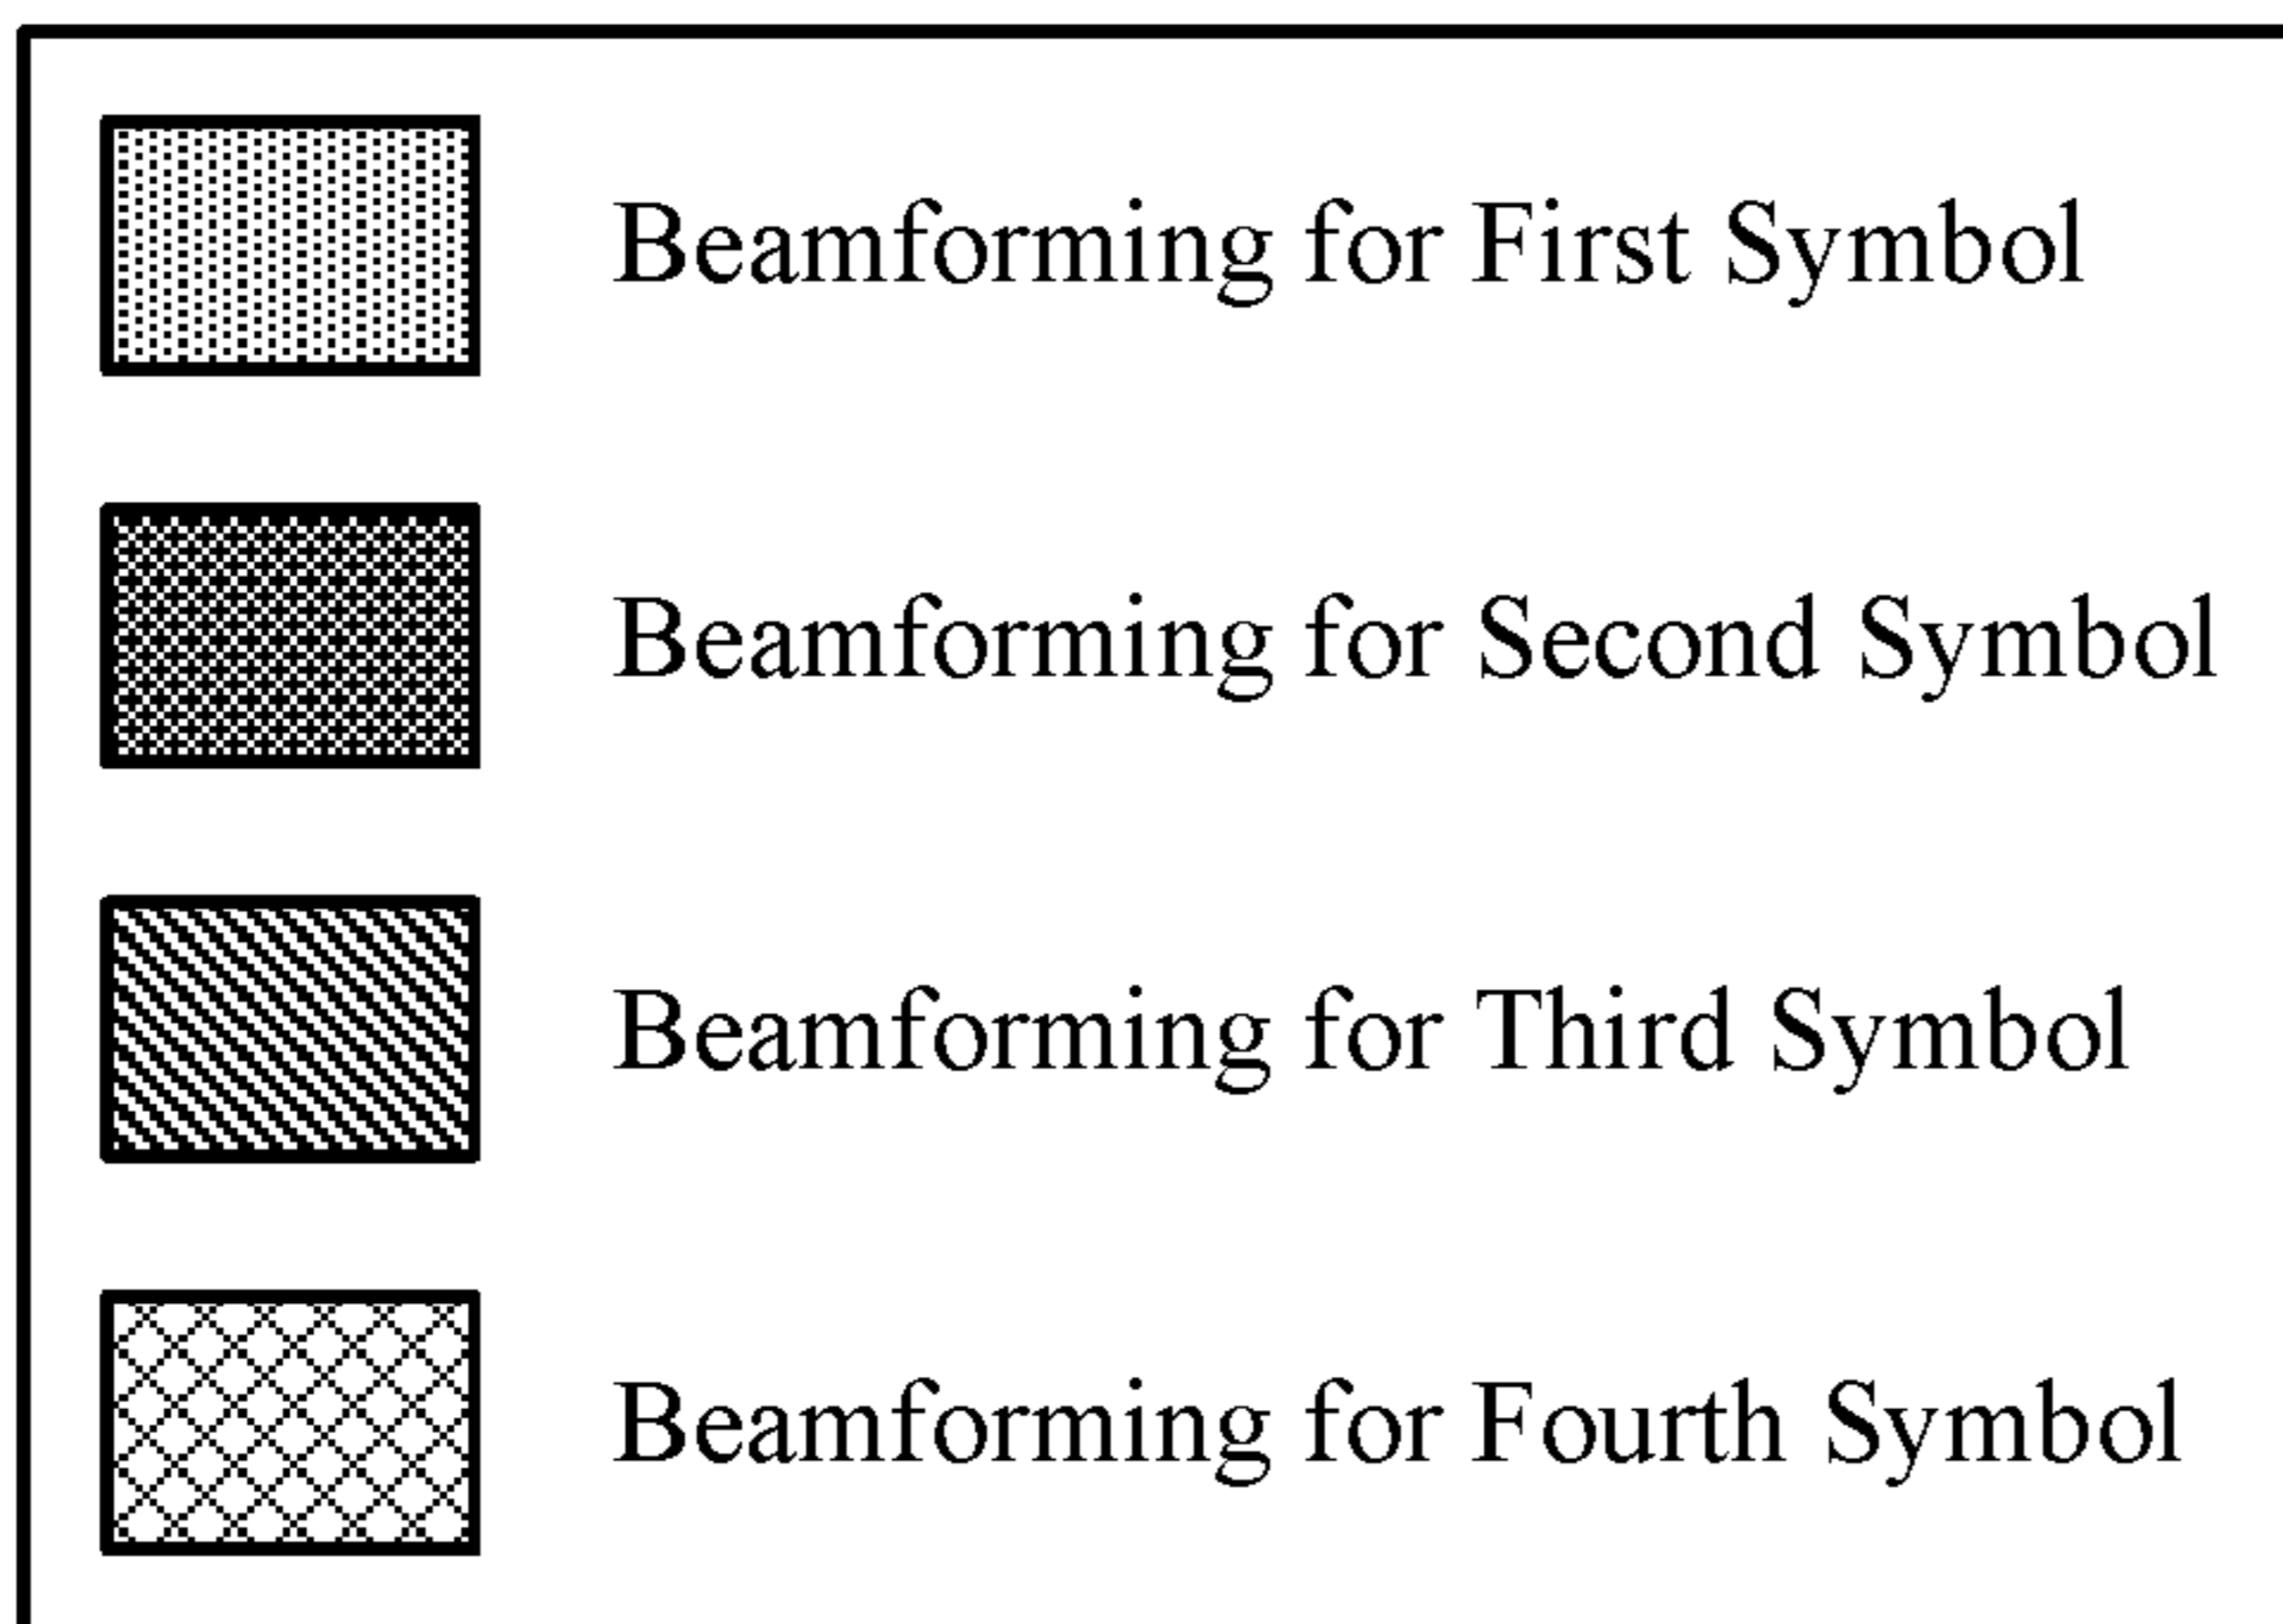 Beamforming for First Symbol
Beamforming for Second Symbol
Beamforming for Third Symbol
Beamforming for Fourth Symbol